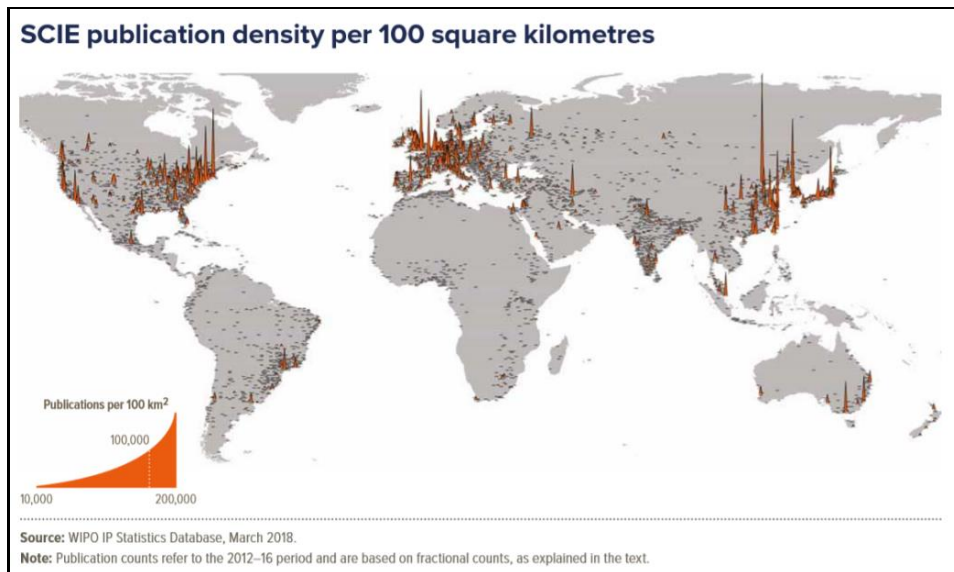 SCIE publication density per 100 square kilometres
Publications per 100 km²
100,000
10,000
200,000
Source: WIPO IP Statistics Database, March 2018.
Note: Publication counts refer to the 2012–16 period and are based on fractional counts, as explained in the text.